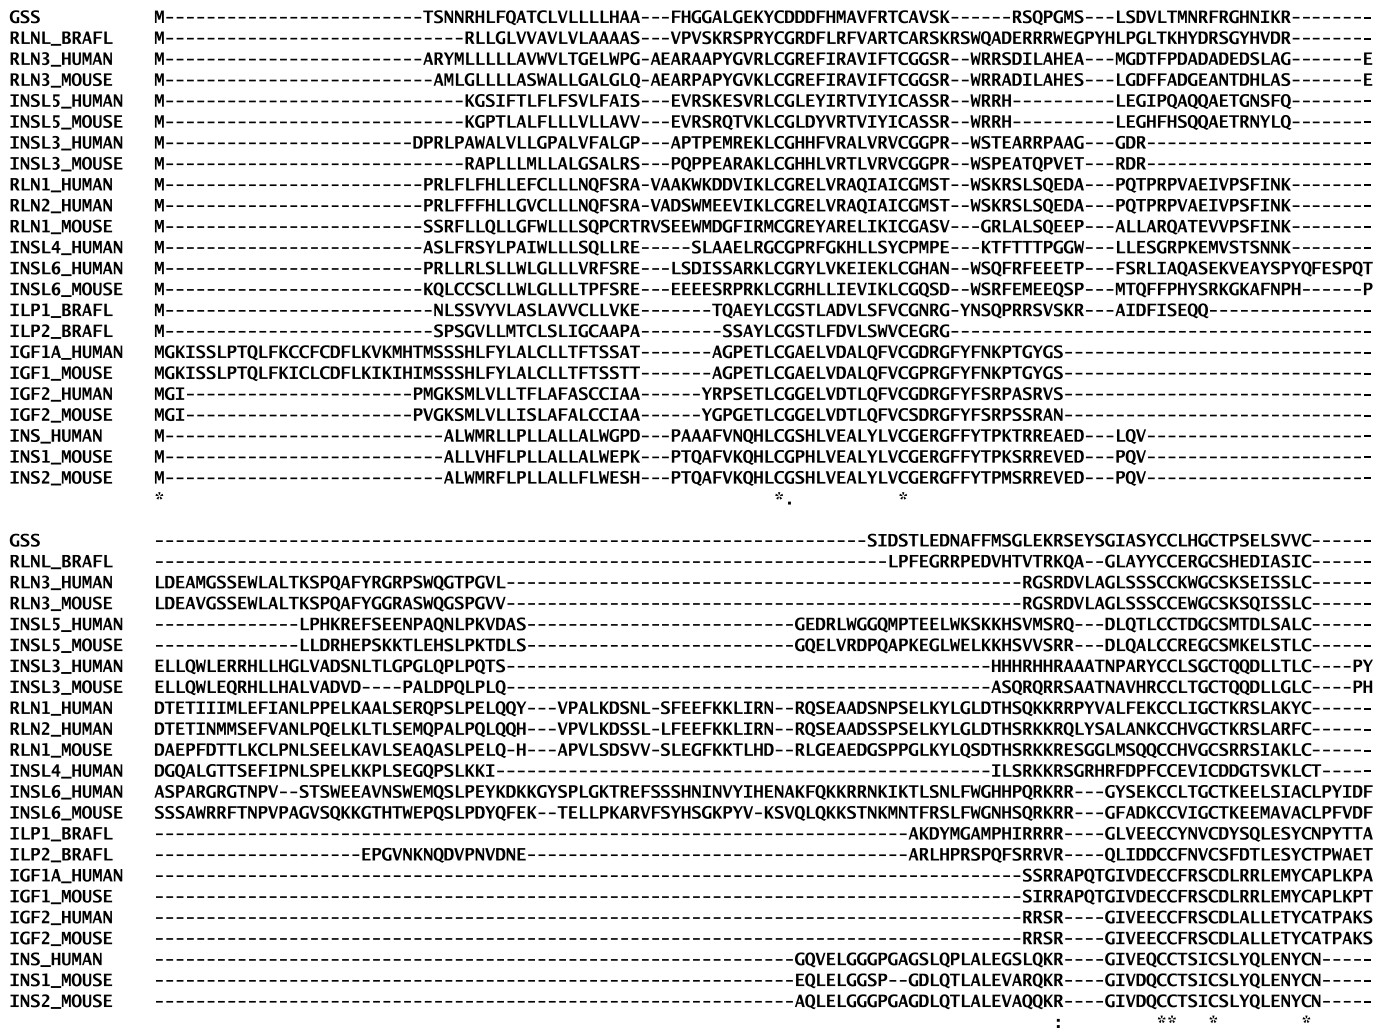 GSS M--------------------------TSNNRHLFQATCLVLLLLHAA---FHGGALGEKYCDDDFHMAVFRTCAVSK------RSQPGMS---LSDVLTMNRFRGHNIKR--------
RLNL_BRAFL M------------------------------RLLGLVVAVLVLAAAAS---VPVSKRSPRYCGRDFLRFVARTCARSKRSWQADERRRWEGPYHLPGLTKHYDRSGYHVDR--------
RLN3_HUMAN M--------------------------ARYMLLLLLAVWVLTGELWPG-AEARAAPYGVRLCGREFIRAVIFTCGGSR--WRRSDILAHEA---MGDTFPDADADEDSLAG------E
RLN3_MOUSE M---------------------------AMLGLLLLASWALLGALGLQ-AEARPAPYGVKLCGREFIRAVIFTCGGSR--WRRADILAHES---LGDFFADGEANTDHLAS------E
INSL5_HUMAN M------------------------------KGSIFTLFLFSVLFAIS---EVRSKESVRLCGLEYIRTVIYICASSR--WRRH----------LEGIPQAQQAETGNSFQ--------
INSL5_MOUSE M------------------------------KGPTLALFLLLVLLAVV---EVRSRQTVKLCGLDYVRTVIYICASSR--WRRH----------LEGHFHSQQAETRNYLQ--------
INSL3_HUMAN M-------------------------DPRLPAWALVLLGPALVFALGP---APTPEMREKLCGHHFVRALVRVCGGPR--WSTEARRPAAG---GDR----------------------
INSL3_MOUSE M------------------------------RAPLLLMLLALGSALRS---PQPPEARAKLCGHHLVRTLVRVCGGPR--WSPEATQPVET---RDR----------------------
RLN1_HUMAN M--------------------------PRLFLFHLLEFCLLLNQFSRA-VAAKWKDDVIKLCGRELVRAQIAICGMST--WSKRSLSQEDA---PQTPRPVAEIVPSFINK--------
RLN2_HUMAN M--------------------------PRLFFFHLLGVCLLLNQFSRA-VADSWMEEVIKLCGRELVRAQIAICGMST--WSKRSLSQEDA---PQTPRPVAEIVPSFINK--------
RLN1_MOUSE M--------------------------SSRFLLQLLGFWLLLSQPCRTRVSEEWMDGFIRMCGREYARELIKICGASV---GRLALSQEEP---ALLARQATEVVPSFINK--------
INSL4_HUMAN M--------------------------ASLFRSYLPAIWLLLSQLLRE-----SLAAELRGCGPRFGKHLLSYCPMPE---KTFTTTPGGW---LLESGRPKEMVSTSNNK--------
INSL6_HUMAN M--------------------------PRLLRLSLLWLGLLLVRFSRE---LSDISSARKLCGRYLVKEIEKLCGHAN--WSQFRFEEETP---FSRLIAQASEKVEAYSPYQFESPQT
INSL6_MOUSE M--------------------------KQLCCSCLLWLGLLLTPFSRE---EEEESRPRKLCGRHLLIEVIKLCGQSD--WSRFEMEEQSP---MTQFFPHYSRKGKAFNPH------P
ILP1_BRAFL M---------------------------NLSSVYVLASLAVVCLLVKE-------TQAEYLCGSTLADVLSFVCGNRG-YNSQPRRSVSKR---AIDFISEQQ----------------
ILP2_BRAFL M---------------------------SPSGVLLMTCLSLIGCAAPA------SSAYLCGSTLFDVLSWVCEGRG-----------------------------------------
IGF1A_HUMAN MGKISSLPTQLFKCCFCDFLKVKMHTMSSSHLFYLALCLLTFTSSAT-------AGPETLCGAELVDALQFVCGDRGFYFNKPTGYGS------------------------------
IGF1_MOUSE MGKISSLPTQLFKICLCDFLKIKIHIMSSSHLFYLALCLLTFTSSTT-------AGPETLCGAELVDALQFVCGPRGFYFNKPTGYGS------------------------------
IGF2_HUMAN MGI----------------------PMGKSMLVLLTFLAFASCCIAA------YRPSETLCGGELVDTLQFVCGDRGFYFSRPASRVS------------------------------
IGF2_MOUSE MGI----------------------PVGKSMLVLLISLAFALCCIAA------YGPGETLCGGELVDTLQFVCSDRGFYFSRPSSRAN------------------------------
INS_HUMAN M---------------------------ALWMRLLPLLALLALWGPD---PAAAFVNQHLCGSHLVEALYLVCGERGFFYTPKTRREAED---LQV----------------------
INS1_MOUSE M---------------------------ALLVHFLPLLALLALWEPK---PTQAFVKQHLCGPHLVEALYLVCGERGFFYTPKSRREVED---PQV----------------------
INS2_MOUSE M---------------------------ALWMRFLPLLALLFLWESH---PTQAFVKQHLCGSHLVEALYLVCGERGFFYTPMSRREVED---PQV----------------------
* *. *
GSS ---------------------------------------------------------------------SIDSTLEDNAFFMSGLEKRSEYSGIASYCCLHGCTPSELSVVC------
RLNL_BRAFL -----------------------------------------------------------------------LPFEGRRPEDVHTVTRKQA---GLAYYCCERGCSHEDIASIC------
RLN3_HUMAN LDEAMGSSEWLALTKSPQAFYRGRPSWQGTPGVL--------------------------------------------------RGSRDVLAGLSSSCCKWGCSKSEISSLC------
RLN3_MOUSE LDEAVGSSEWLALTKSPQAFYGGRASWQGSPGVV--------------------------------------------------RGSRDVLAGLSSSCCEWGCSKSQISSLC------
INSL5_HUMAN --------------LPHKREFSEENPAQNLPKVDAS--------------------------GEDRLWGGQMPTEELWKSKKHSVMSRQ---DLQTLCCTDGCSMTDLSALC------
INSL5_MOUSE --------------LLDRHEPSKKTLEHSLPKTDLS--------------------------GQELVRDPQAPKEGLWELKKHSVVSRR---DLQALCCREGCSMKELSTLC------
INSL3_HUMAN ELLQWLERRHLLHGLVADSNLTLGPGLQPLPQTS-----------------------------------------------HHHRHHRAAATNPARYCCLSGCTQQDLLTLC----PY
INSL3_MOUSE ELLQWLEQRHLLHALVADVD----PALDPQLPLQ-----------------------------------------------ASQRQRRSAATNAVHRCCLTGCTQQDLLGLC----PH
RLN1_HUMAN DTETIIIMLEFIANLPPELKAALSERQPSLPELQQY---VPALKDSNL-SFEEFKKLIRN--RQSEAADSNPSELKYLGLDTHSQKKRRPYVALFEKCCLIGCTKRSLAKYC------
RLN2_HUMAN DTETINMMSEFVANLPQELKLTLSEMQPALPQLQQH---VPVLKDSSL-LFEEFKKLIRN--RQSEAADSSPSELKYLGLDTHSRKKRQLYSALANKCCHVGCTKRSLARFC------
RLN1_MOUSE DAEPFDTTLKCLPNLSEELKAVLSEAQASLPELQ-H---APVLSDSVV-SLEGFKKTLHD--RLGEAEDGSPPGLKYLQSDTHSRKKRESGGLMSQQCCHVGCSRRSIAKLC------
INSL4_HUMAN DGQALGTTSEFIPNLSPELKKPLSEGQPSLKKI------------------------------------------------ILSRKKRSGRHRFDPFCCEVICDDGTSVKLCT-----
INSL6_HUMAN ASPARGRGTNPV--STSWEEAVNSWEMQSLPEYKDKKGYSPLGKTREFSSSHNINVYIHENAKFQKKRRNKIKTLSNLFWGHHPQRKRR---GYSEKCCLTGCTKEELSIACLPYIDF
INSL6_MOUSE SSSAWRRFTNPVPAGVSQKKGTHTWEPQSLPDYQFEK--TELLPKARVFSYHSGKPYV-KSVQLQKKSTNKMNTFRSLFWGNHSQRKRR---GFADKCCVIGCTKEEMAVACLPFVDF
ILP1_BRAFL -------------------------------------------------------------------------AKDYMGAMPHIRRRR----GLVEECCYNVCDYSQLESYCNPYTTA
ILP2_BRAFL --------------------EPGVNKNQDVPNVDNE-------------------------------------ARLHPRSPQFSRRVR----QLIDDCCFNVCSFDTLESYCTPWAET
IGF1A_HUMAN ------------------------------------------------------------------------------------SSRRAPQTGIVDECCFRSCDLRRLEMYCAPLKPA
IGF1_MOUSE ------------------------------------------------------------------------------------SIRRAPQTGIVDECCFRSCDLRRLEMYCAPLKPT
IGF2_HUMAN ------------------------------------------------------------------------------------RRSR----GIVEECCFRSCDLALLETYCATPAKS
IGF2_MOUSE ------------------------------------------------------------------------------------RRSR----GIVEECCFRSCDLALLETYCATPAKS
INS_HUMAN --------------------------------------------------------------GQVELGGGPGAGSLQPLALEGSLQKR----GIVEQCCTSICSLYQLENYCN-----
INS1_MOUSE --------------------------------------------------------------EQLELGGSP--GDLQTLALEVARQKR----GIVDQCCTSICSLYQLENYCN-----
INS2_MOUSE --------------------------------------------------------------AQLELGGGPGAGDLQTLALEVAQQKR----GIVDQCCTSICSLYQLENYCN-----
: ** * *